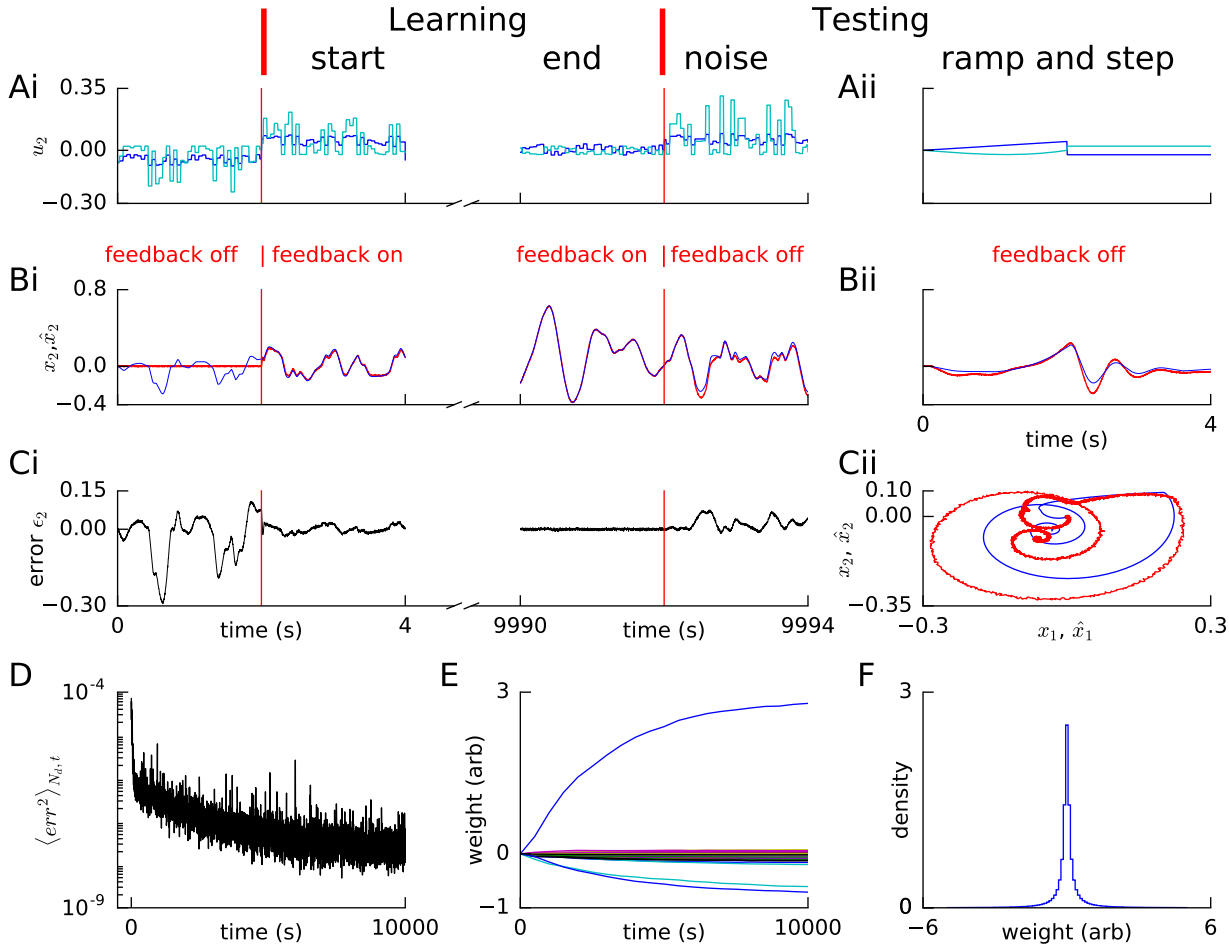 Learning Testing
start end noise ramp and step
Ai Aii
0.35
0.00
−0.30
u₂
feedback off | feedback on feedback on | feedback off feedback off
Bi Bii
0.8
0.0
−0.4
x₂, x̂₂
0 4
time (s)
Ci Cii
0.15
0.00
−0.30
error ϵ₂
0 time (s) 4 9990 time (s) 9994
0.10
0.00
−0.35
x₂, x̂₂
−0.3 x₁, x̂₁ 0.3
D E F
10⁻⁴
10⁻⁹
⟨err²⟩_{N_d,t}
0 time (s) 10000
3
0
−1
weight (arb)
0 time (s) 10000
3
0
density
−6 weight (arb) 6